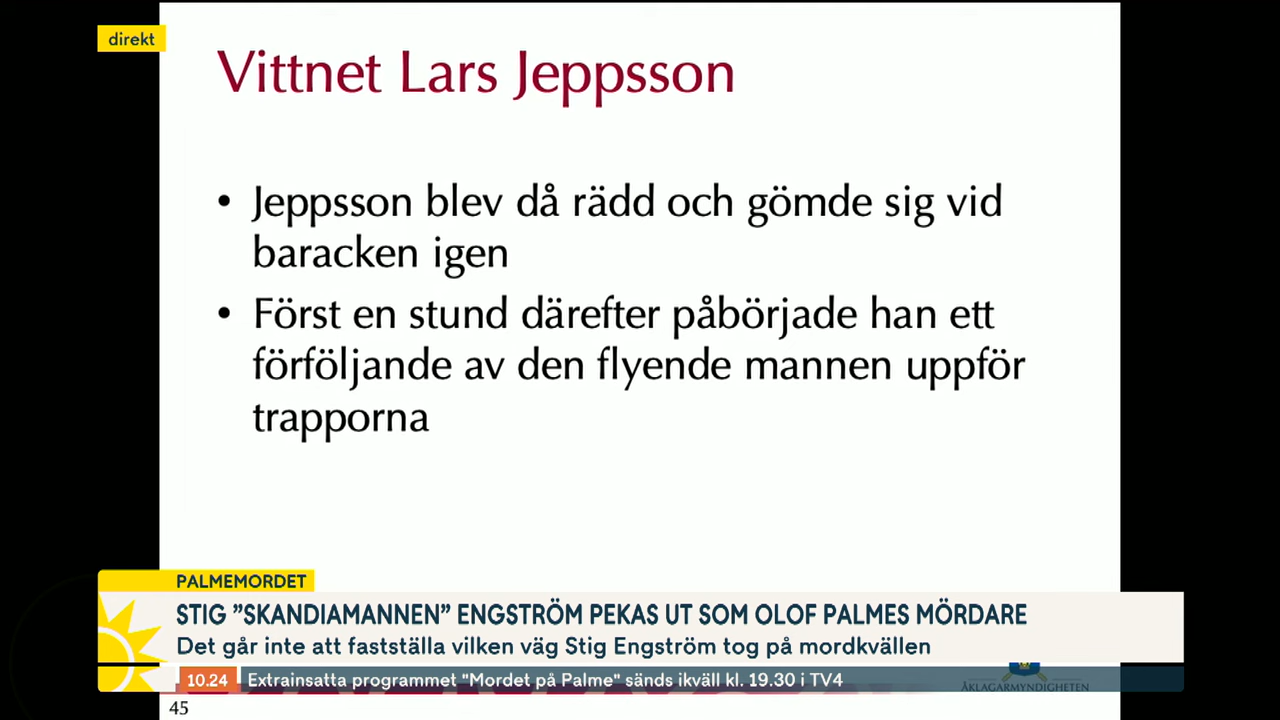 direkt
Vittnet Lars Jeppsson
• Jeppsson blev då rädd och gömde sig vid
baracken igen
• Först en stund därefter påbörjade han ett
förföljande av den flyende mannen uppför
trapporna
PALMEMORDET
STIG ”SKANDIAMANNEN” ENGSTRÖM PEKAS UT SOM OLOF PALMES MÖRDARE
Det går inte att fastställa vilken väg Stig Engström tog på mordkvällen
10.24 Extrainsatta programmet "Mordet på Palme" sänds ikväll kl. 19.30 i TV4
ÅKLAGARMYNDIGHETEN
45